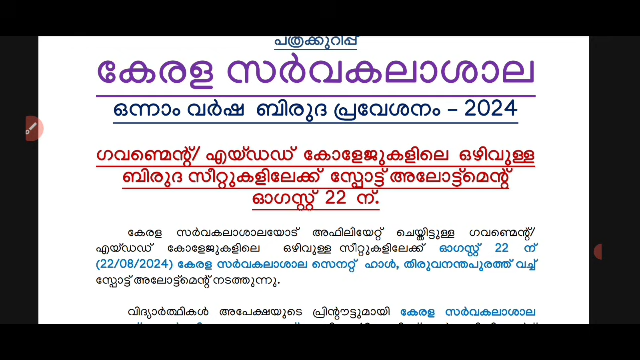 പത്രക്കുറിപ്പ്
കേരള സർവകലാശാല
ഒന്നാം വർഷ ബിരുദ പ്രവേശനം – 2024
ഗവണ്മെന്റ്/ എയ്ഡഡ് കോളേജുകളിലെ ഒഴിവുള്ള
ബിരുദ സീറ്റുകളിലേക്ക് സ്പോട്ട് അലോട്ട്മെന്റ്
ഓഗസ്റ്റ് 22 ന്.
കേരള സർവകലാശാലയോട് അഫിലിയേറ്റ് ചെയ്തിട്ടുള്ള ഗവണ്മെന്റ്/
എയ്ഡഡ് കോളേജുകളിലെ ഒഴിവുള്ള സീറ്റുകളിലേക്ക് ഓഗസ്റ്റ് 22 ന്
(22/08/2024) കേരള സർവകലാശാല സെനറ്റ് ഹാൾ, തിരുവനന്തപുരത്ത് വച്ച്
സ്പോട്ട് അലോട്ട്മെന്റ് നടത്തുന്നു.
വിദ്യാർത്ഥികൾ അപേക്ഷയുടെ പ്രിന്റൗട്ടുമായി കേരള സർവകലാശാല